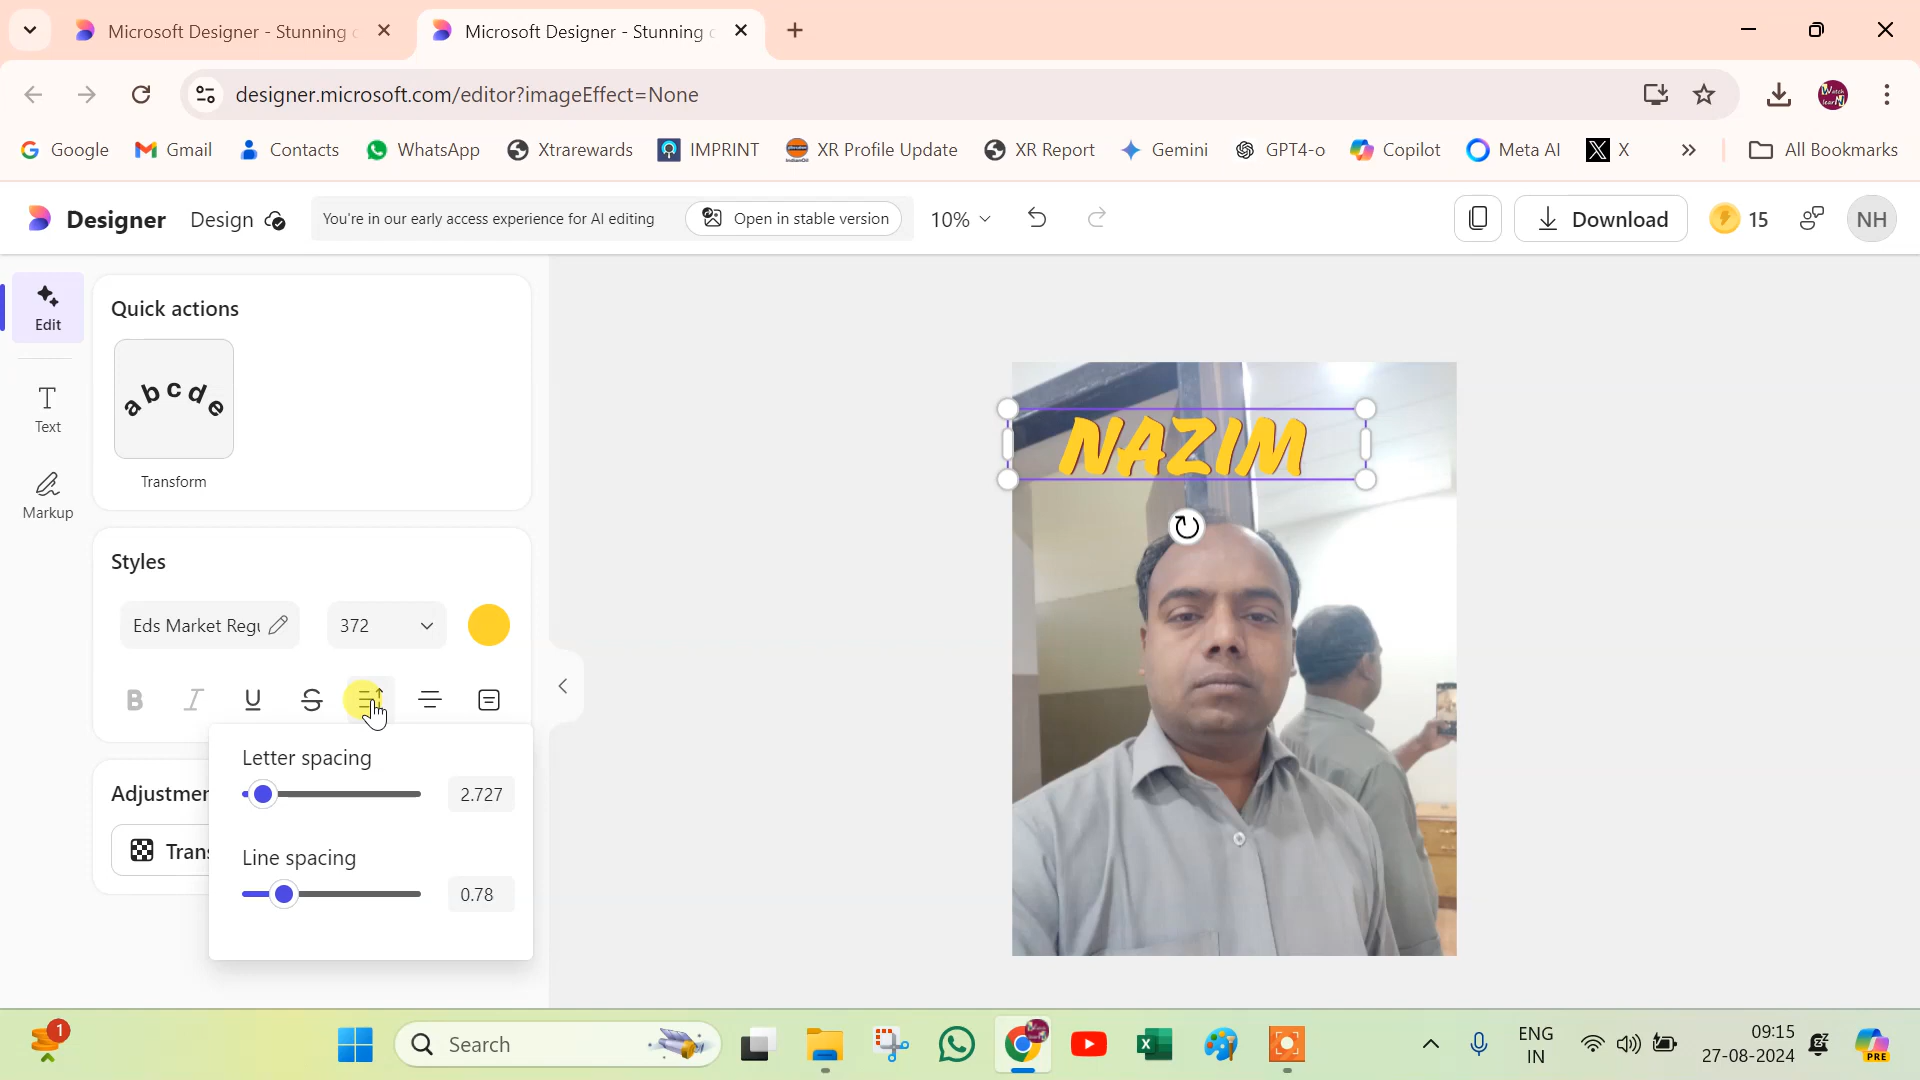 Microsoft Designer - Stunning
Microsoft Designer - Stunning
designer.microsoft.com/editor?imageEffect=None
Google
Gmail
Contacts
WhatsApp
Xtrarewards
IMPRINT
XR Profile Update
XR Report
Gemini
GPT4-o
Copilot
Meta AI
X
All Bookmarks
Designer
Design
You're in our early access experience for AI editing
Open in stable version
10%
Download
15
NH
Edit
Text
Markup
Quick actions
abcde
Transform
Styles
Eds Market Regu
372
B I U S
Letter spacing
2.727
Adjustmen
Trans
Line spacing
0.78
NAZIM
1
Search
ENG
IN
09:15
27-08-2024
PRE